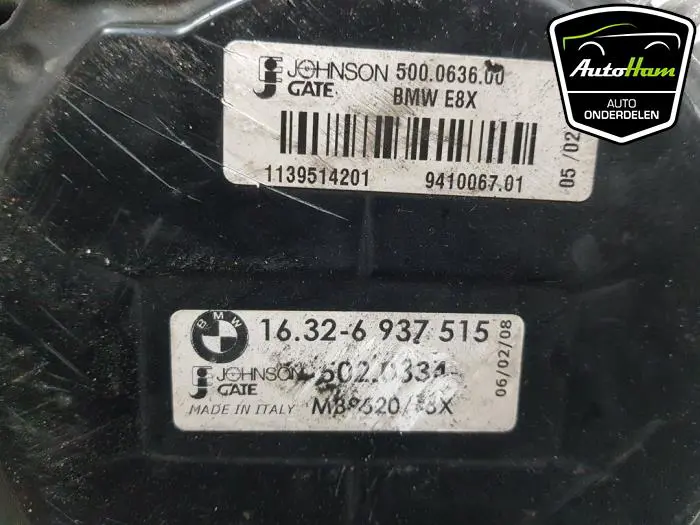 JOHNSON 500.0636.00
GATE BMW E8X
1139514201 9410067.01
05/02
AutoHam
AUTO
ONDERDELEN
BMW
16.32-6 937 515
JOHNSON
GATE
MADE IN ITALY
06/02/08